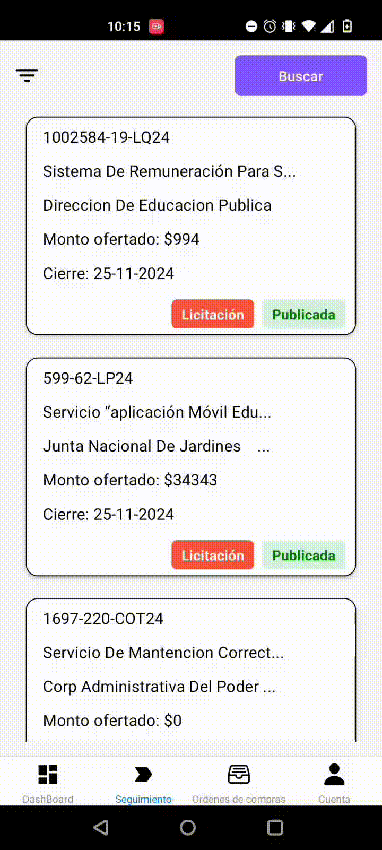 10:15
Buscar
1002584-19-LQ24
Sistema De Remuneración Para S...
Direccion De Educacion Publica
Monto ofertado: $994
Cierre: 25-11-2024
Licitación Publicada
599-62-LP24
Servicio “aplicación Móvil Edu...
Junta Nacional De Jardines ...
Monto ofertado: $34343
Cierre: 25-11-2024
Licitación Publicada
1697-220-COT24
Servicio De Mantencion Correct...
Corp Administrativa Del Poder ...
Monto ofertado: $0
DashBoard Seguimiento Ordenes de compras Cuenta